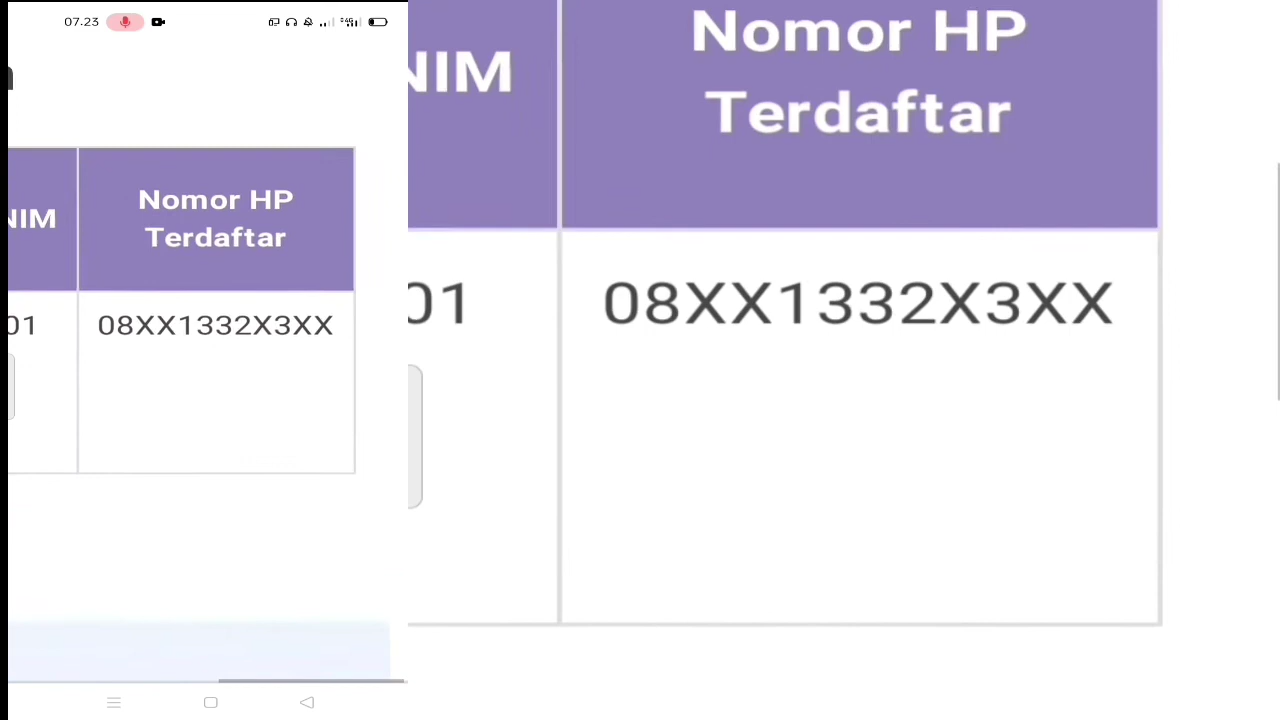 07.23
NIM
Nomor HP
Terdaftar
01
08XX1332X3XX
NIM
Nomor HP
Terdaftar
01
08XX1332X3XX